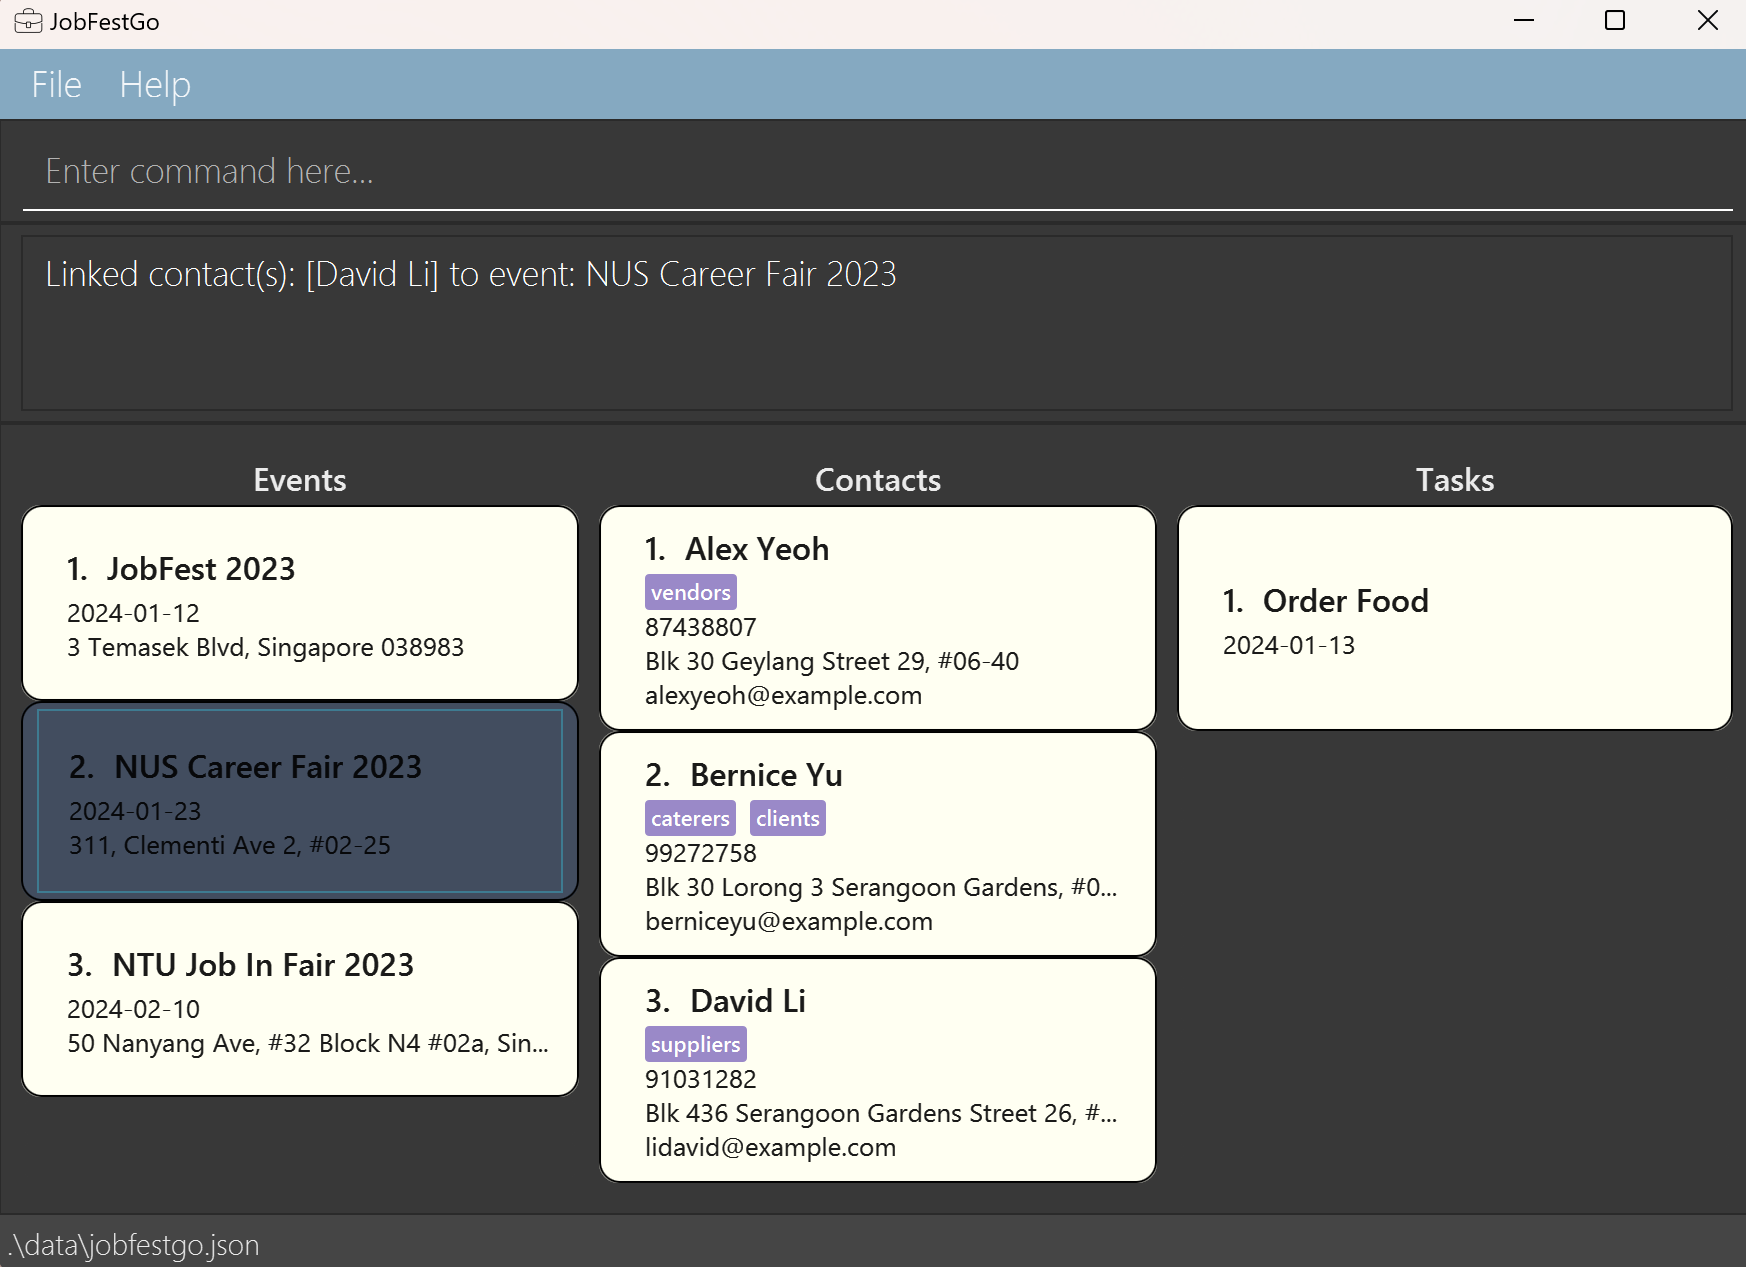 JobFestGo
File Help
Enter command here...
Linked contact(s): [David Li] to event: NUS Career Fair 2023
Events
1. JobFest 2023
2024-01-12
3 Temasek Blvd, Singapore 038983
2. NUS Career Fair 2023
2024-01-23
311, Clementi Ave 2, #02-25
3. NTU Job In Fair 2023
2024-02-10
50 Nanyang Ave, #32 Block N4 #02a, Sin...
Contacts
1. Alex Yeoh
vendors
87438807
Blk 30 Geylang Street 29, #06-40
alexyeoh@example.com
2. Bernice Yu
caterers clients
99272758
Blk 30 Lorong 3 Serangoon Gardens, #0...
berniceyu@example.com
3. David Li
suppliers
91031282
Blk 436 Serangoon Gardens Street 26, #...
lidavid@example.com
Tasks
1. Order Food
2024-01-13
.\data\jobfestgo.json